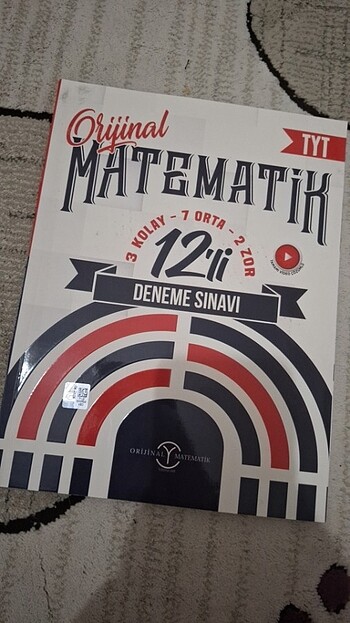 Orijinal
TYT
MATEMATİK
3 KOLAY - 7 ORTA - 2 ZOR
12'li
DENEME SINAVI
ORİJİNAL MATEMATİK